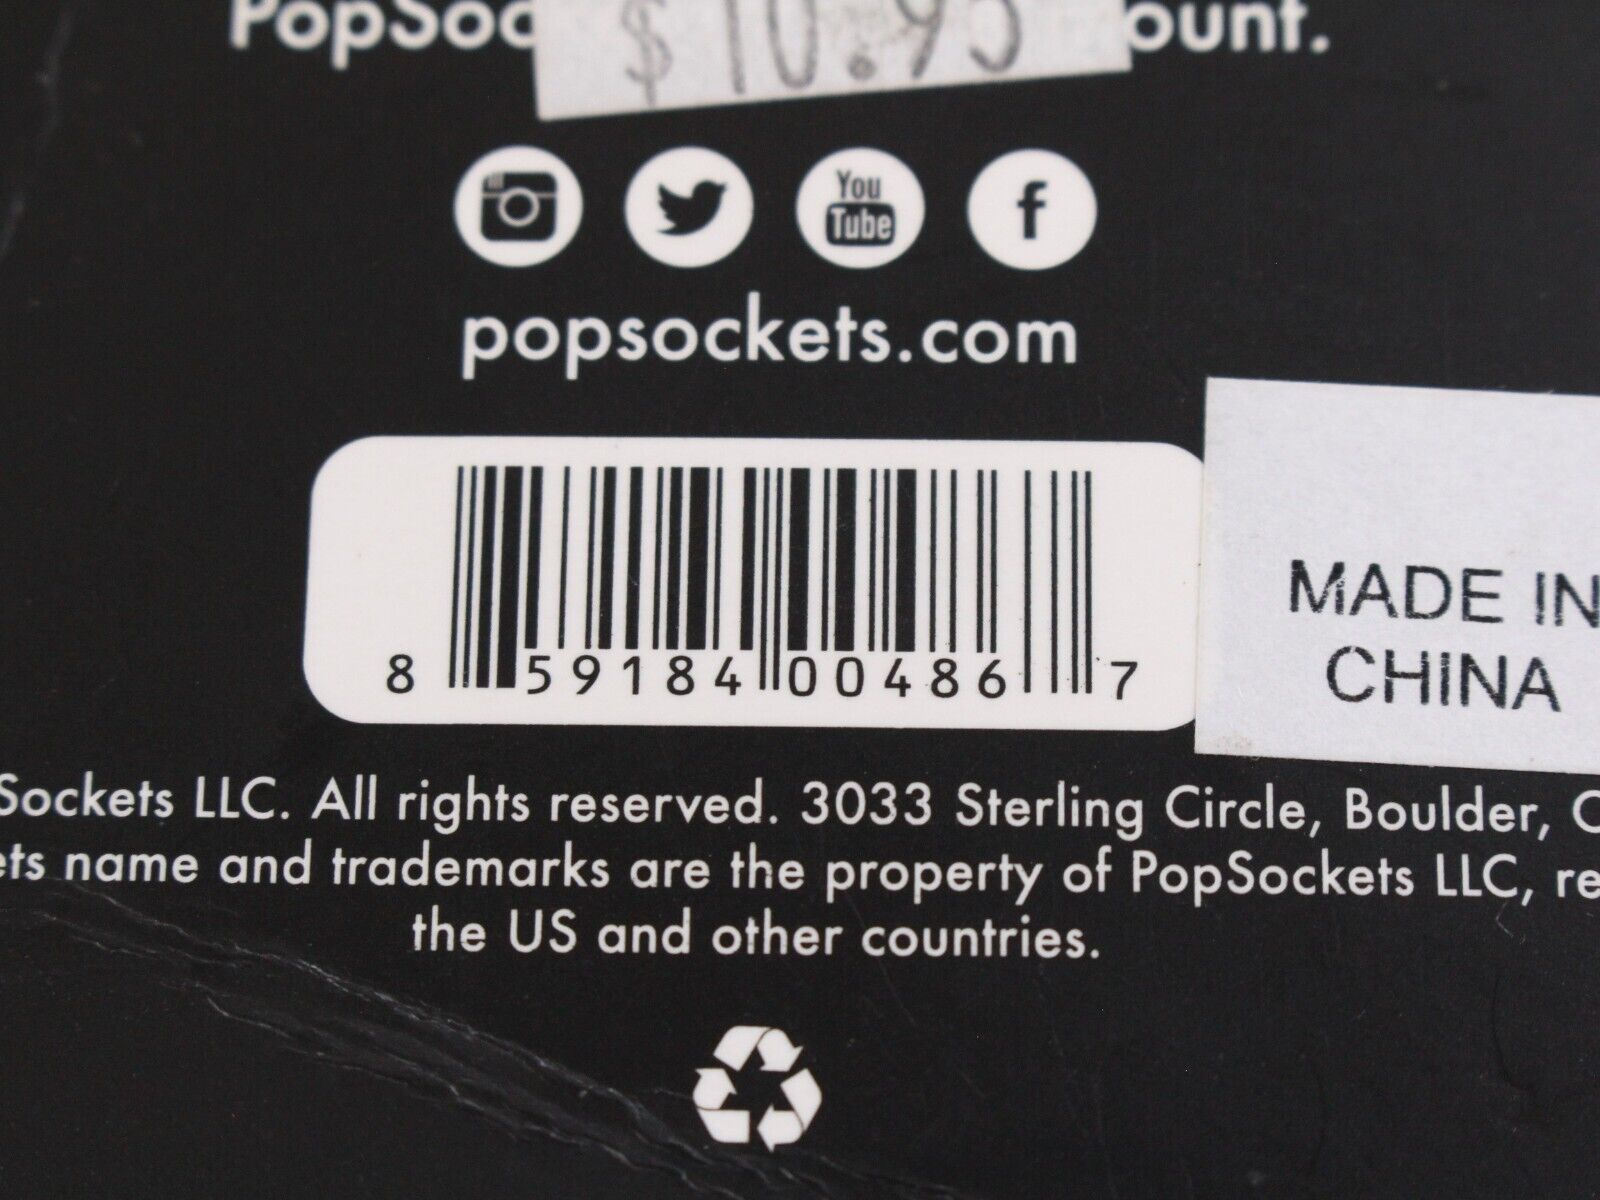 PopSoc ount.
$10.95
You
Tube
f
popsockets.com
8 59184 00486 7
MADE IN
CHINA
Sockets LLC. All rights reserved. 3033 Sterling Circle, Boulder, C
ets name and trademarks are the property of PopSockets LLC, re
the US and other countries.